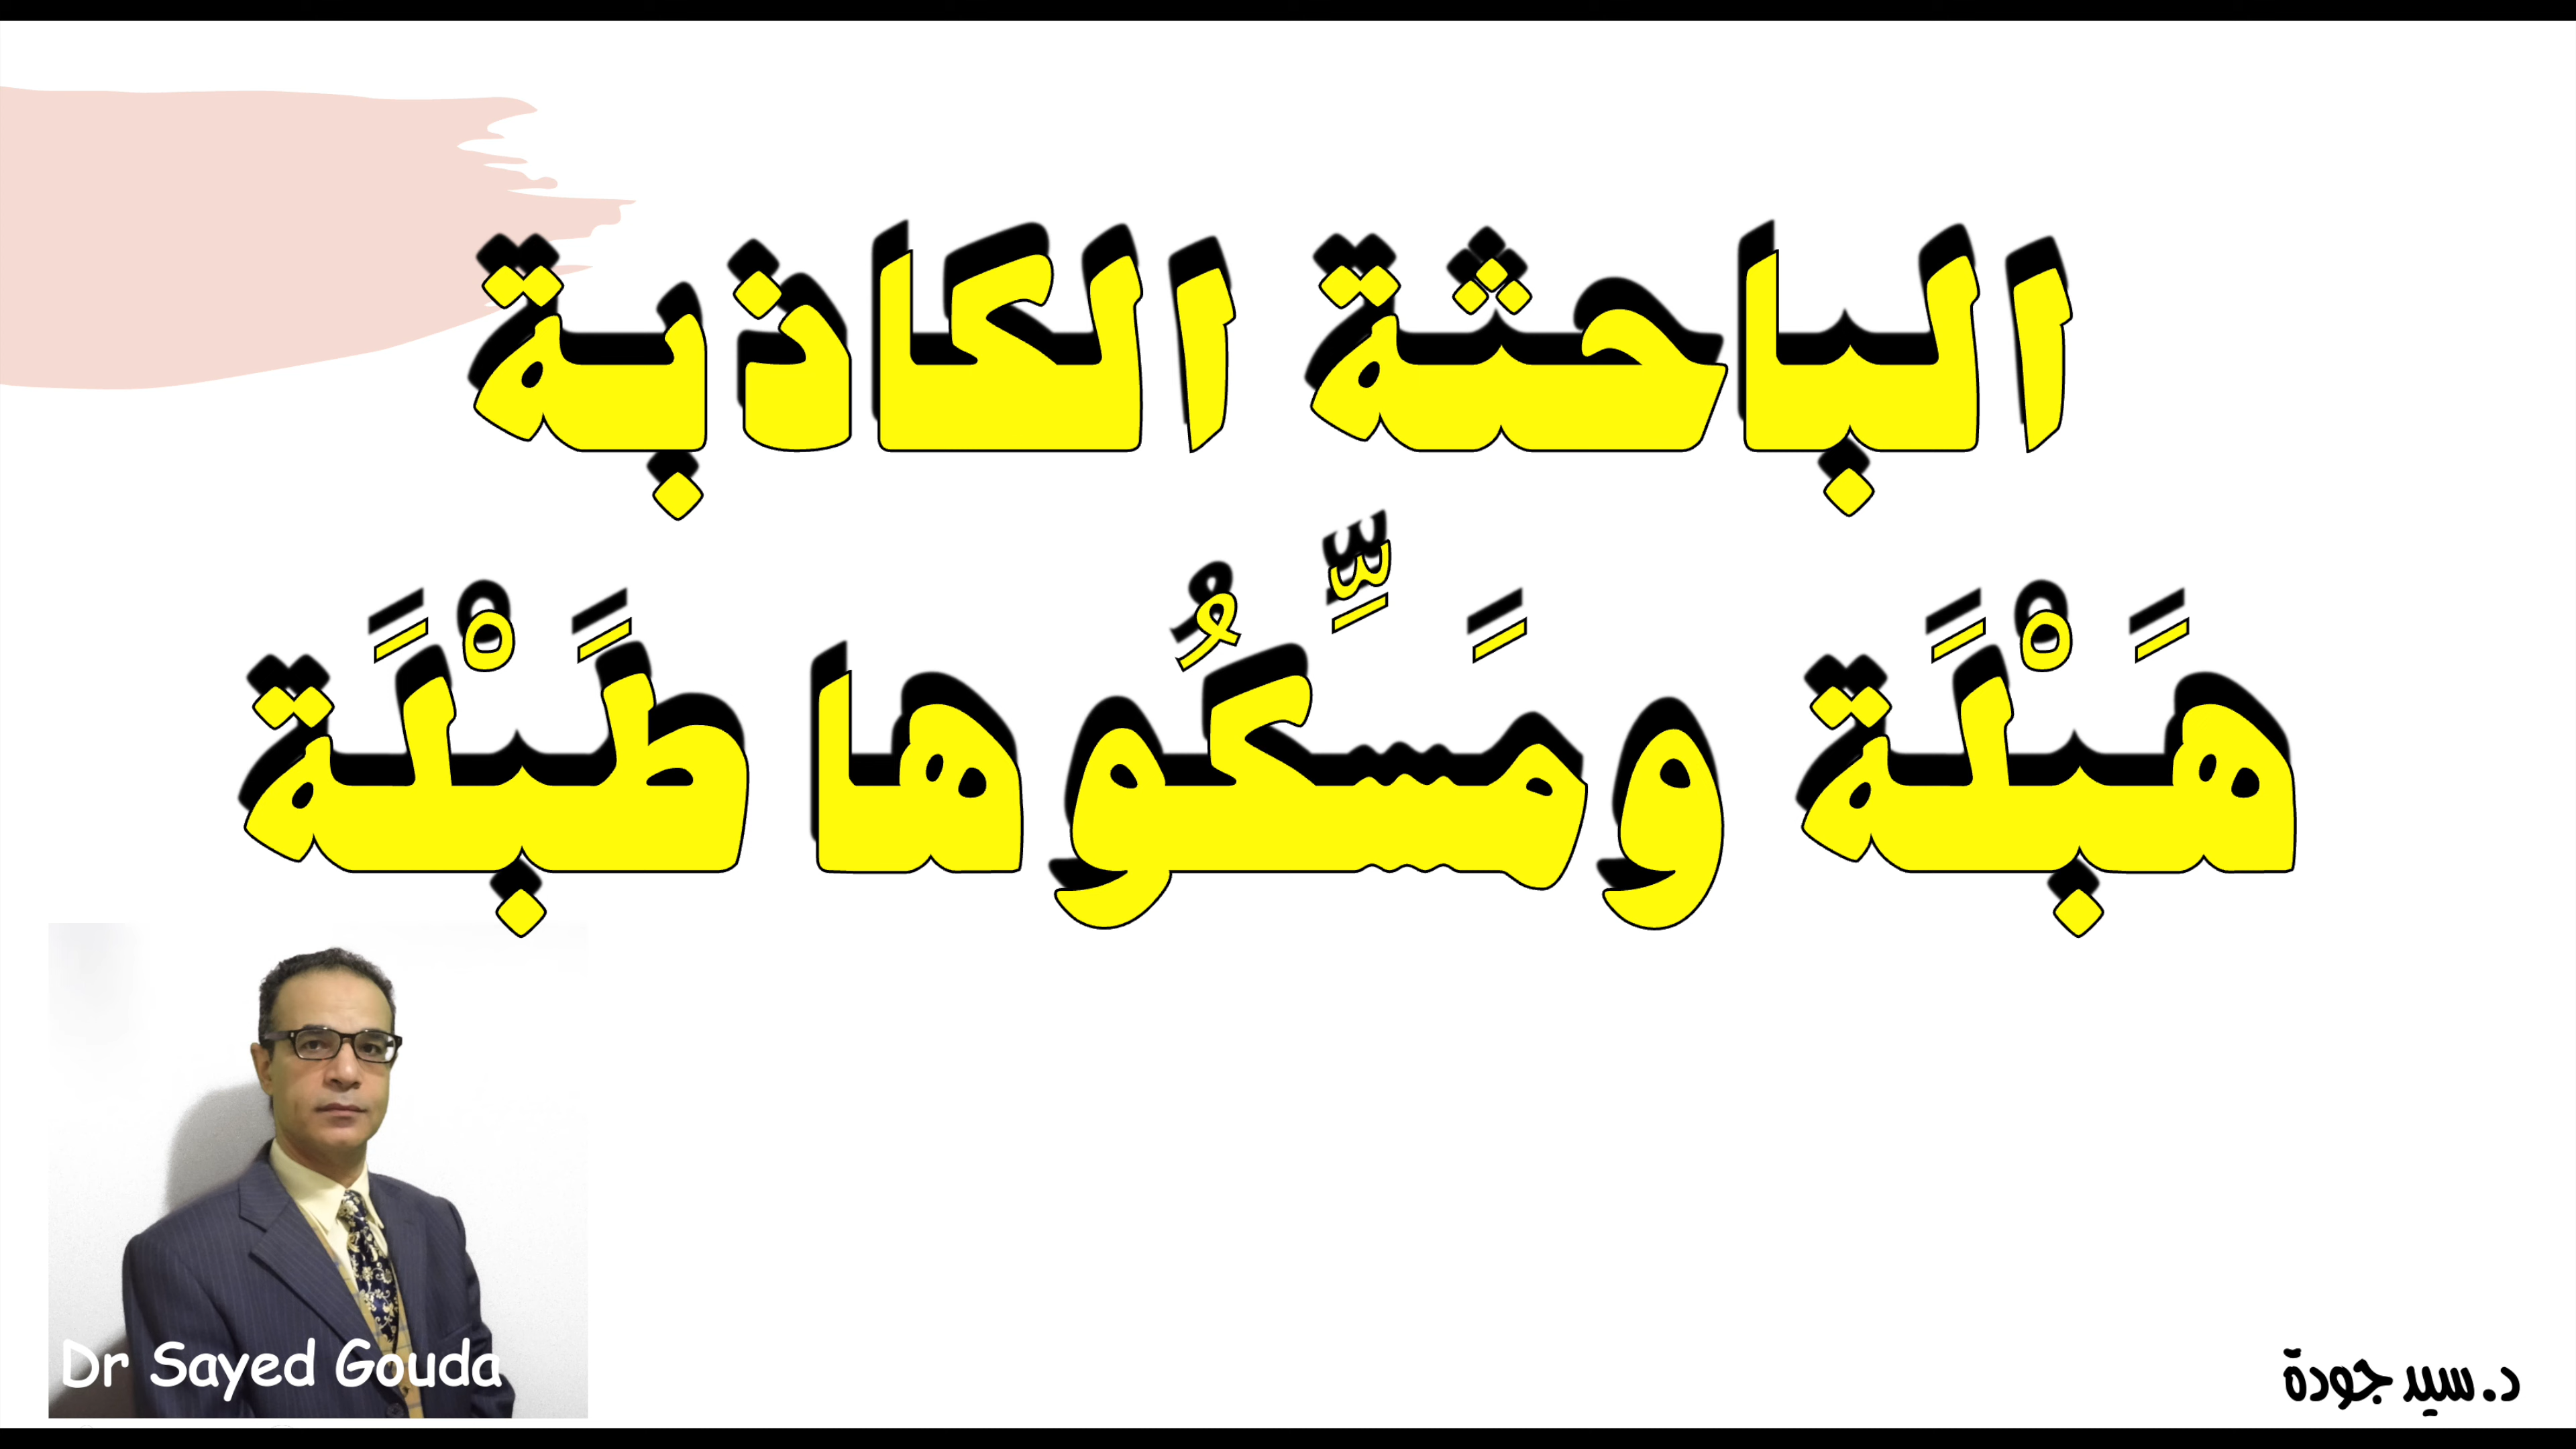 الباحثة الكاذبة
هَبْلَة ومَسِّكُوها طَبْلَة
Dr Sayed Gouda
د. سيد جودة